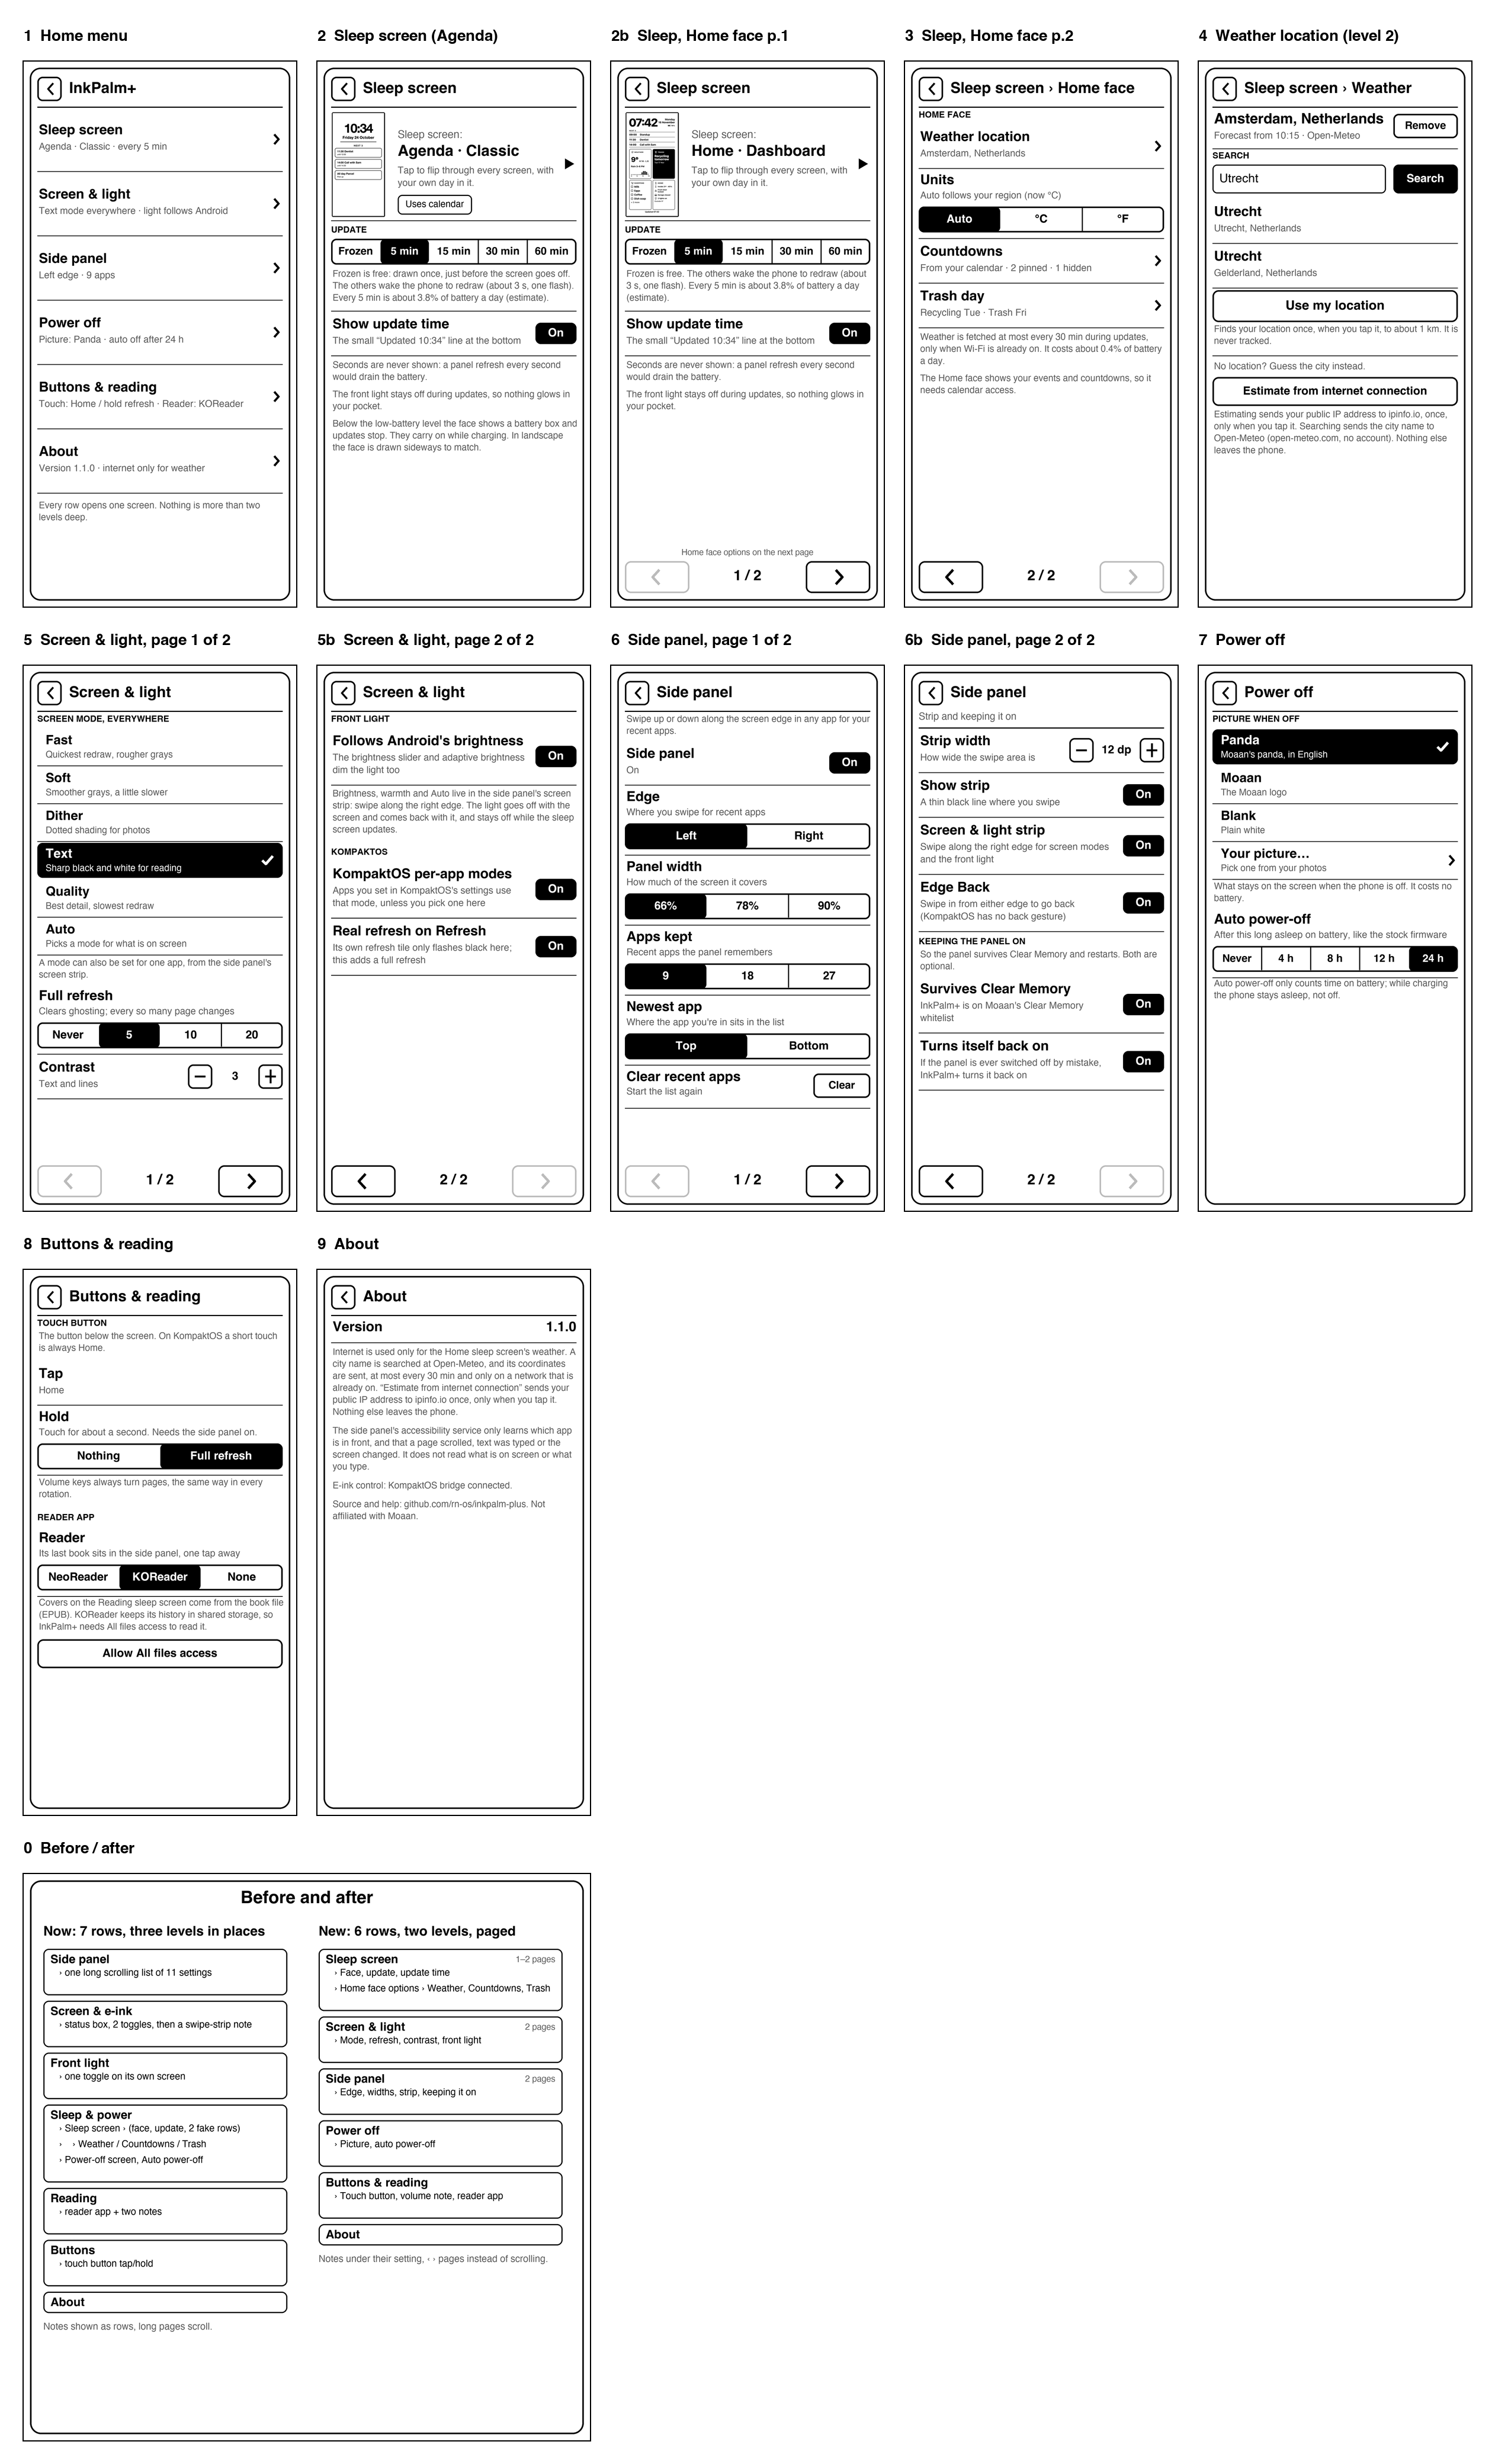 1 Home menu
InkPalm+
Sleep screen
Agenda · Classic · every 5 min
Screen & light
Text mode everywhere · light follows Android
Side panel
Left edge · 9 apps
Power off
Picture: Panda · auto off after 24 h
Buttons & reading
Touch: Home / hold refresh · Reader: KOReader
About
Version 1.1.0 · internet only for weather
Every row opens one screen. Nothing is more than two
levels deep.
2 Sleep screen (Agenda)
Sleep screen
10:34
Friday 24 October
Sleep screen:
Agenda · Classic
Tap to flip through every screen, with
your own day in it.
Uses calendar
UPDATE
Frozen 5 min 15 min 30 min 60 min
Frozen is free: drawn once, just before the screen goes off.
The others wake the phone to redraw (about 3 s, one flash).
Every 5 min is about 3.8% of battery a day (estimate).
Show update time
The small “Updated 10:34” line at the bottom
On
Seconds are never shown: a panel refresh every second
would drain the battery.
The front light stays off during updates, so nothing glows in
your pocket.
Below the low-battery level the face shows a battery box and
updates stop. They carry on while charging. In landscape
the face is drawn sideways to match.
2b Sleep, Home face p.1
Sleep screen
07:42
9°
Sleep screen:
Home · Dashboard
Tap to flip through every screen, with
your own day in it.
UPDATE
Frozen 5 min 15 min 30 min 60 min
Frozen is free. The others wake the phone to redraw (about
3 s, one flash). Every 5 min is about 3.8% of battery a day
(estimate).
Show update time
The small “Updated 10:34” line at the bottom
On
Seconds are never shown: a panel refresh every second
would drain the battery.
The front light stays off during updates, so nothing glows in
your pocket.
Home face options on the next page
1 / 2
3 Sleep, Home face p.2
Sleep screen › Home face
HOME FACE
Weather location
Amsterdam, Netherlands
Units
Auto follows your region (now °C)
Auto °C °F
Countdowns
From your calendar · 2 pinned · 1 hidden
Trash day
Recycling Tue · Trash Fri
Weather is fetched at most every 30 min during updates,
only when Wi-Fi is already on. It costs about 0.4% of battery
a day.
The Home face shows your events and countdowns, so it
needs calendar access.
2 / 2
4 Weather location (level 2)
Sleep screen › Weather
Amsterdam, Netherlands
Forecast from 10:15 · Open-Meteo
Remove
SEARCH
Utrecht
Search
Utrecht
Utrecht, Netherlands
Utrecht
Gelderland, Netherlands
Use my location
Finds your location once, when you tap it, to about 1 km. It is
never tracked.
No location? Guess the city instead.
Estimate from internet connection
Estimating sends your public IP address to ipinfo.io, once,
only when you tap it. Searching sends the city name to
Open-Meteo (open-meteo.com, no account). Nothing else
leaves the phone.
5 Screen & light, page 1 of 2
Screen & light
SCREEN MODE, EVERYWHERE
Fast
Quickest redraw, rougher grays
Soft
Smoother grays, a little slower
Dither
Dotted shading for photos
Text
Sharp black and white for reading
Quality
Best detail, slowest redraw
Auto
Picks a mode for what is on screen
A mode can also be set for one app, from the side panel's
screen strip.
Full refresh
Clears ghosting; every so many page changes
Never 5 10 20
Contrast
Text and lines
− 3 +
1 / 2
5b Screen & light, page 2 of 2
Screen & light
FRONT LIGHT
Follows Android's brightness
The brightness slider and adaptive brightness
dim the light too
On
Brightness, warmth and Auto live in the side panel's screen
strip: swipe along the right edge. The light goes off with the
screen and comes back with it, and stays off while the sleep
screen updates.
KOMPAKTOS
KompaktOS per-app modes
Apps you set in KompaktOS's settings use
that mode, unless you pick one here
On
Real refresh on Refresh
Its own refresh tile only flashes black here;
this adds a full refresh
On
2 / 2
6 Side panel, page 1 of 2
Side panel
Swipe up or down along the screen edge in any app for your
recent apps.
Side panel
On
On
Edge
Where you swipe for recent apps
Left Right
Panel width
How much of the screen it covers
66% 78% 90%
Apps kept
Recent apps the panel remembers
9 18 27
Newest app
Where the app you're in sits in the list
Top Bottom
Clear recent apps
Start the list again
Clear
1 / 2
6b Side panel, page 2 of 2
Side panel
Strip and keeping it on
Strip width
How wide the swipe area is
− 12 dp +
Show strip
A thin black line where you swipe
On
Screen & light strip
Swipe along the right edge for screen modes
and the front light
On
Edge Back
Swipe in from either edge to go back
(KompaktOS has no back gesture)
On
KEEPING THE PANEL ON
So the panel survives Clear Memory and restarts. Both are
optional.
Survives Clear Memory
InkPalm+ is on Moaan's Clear Memory
whitelist
On
Turns itself back on
If the panel is ever switched off by mistake,
InkPalm+ turns it back on
On
2 / 2
7 Power off
Power off
PICTURE WHEN OFF
Panda
Moaan's panda, in English
Moaan
The Moaan logo
Blank
Plain white
Your picture…
Pick one from your photos
What stays on the screen when the phone is off. It costs no
battery.
Auto power-off
After this long asleep on battery, like the stock firmware
Never 4 h 8 h 12 h 24 h
Auto power-off only counts time on battery; while charging
the phone stays asleep, not off.
8 Buttons & reading
Buttons & reading
TOUCH BUTTON
The button below the screen. On KompaktOS a short touch
is always Home.
Tap
Home
Hold
Touch for about a second. Needs the side panel on.
Nothing Full refresh
Volume keys always turn pages, the same way in every
rotation.
READER APP
Reader
Its last book sits in the side panel, one tap away
NeoReader KOReader None
Covers on the Reading sleep screen come from the book file
(EPUB). KOReader keeps its history in shared storage, so
InkPalm+ needs All files access to read it.
Allow All files access
9 About
About
Version 1.1.0
Internet is used only for the Home sleep screen's weather. A
city name is searched at Open-Meteo, and its coordinates
are sent, at most every 30 min and only on a network that is
already on. “Estimate from internet connection” sends your
public IP address to ipinfo.io once, only when you tap it.
Nothing else leaves the phone.
The side panel's accessibility service only learns which app
is in front, and that a page scrolled, text was typed or the
screen changed. It does not read what is on screen or what
you type.
E-ink control: KompaktOS bridge connected.
Source and help: github.com/rn-os/inkpalm-plus. Not
affiliated with Moaan.
0 Before / after
Before and after
Now: 7 rows, three levels in places
Side panel
› one long scrolling list of 11 settings
Screen & e-ink
› status box, 2 toggles, then a swipe-strip note
Front light
› one toggle on its own screen
Sleep & power
› Sleep screen › (face, update, 2 fake rows)
› › Weather / Countdowns / Trash
› Power-off screen, Auto power-off
Reading
› reader app + two notes
Buttons
› touch button tap/hold
About
Notes shown as rows, long pages scroll.
New: 6 rows, two levels, paged
Sleep screen 1–2 pages
› Face, update, update time
› Home face options › Weather, Countdowns, Trash
Screen & light 2 pages
› Mode, refresh, contrast, front light
Side panel 2 pages
› Edge, widths, strip, keeping it on
Power off
› Picture, auto power-off
Buttons & reading
› Touch button, volume note, reader app
About
Notes under their setting, ‹ › pages instead of scrolling.